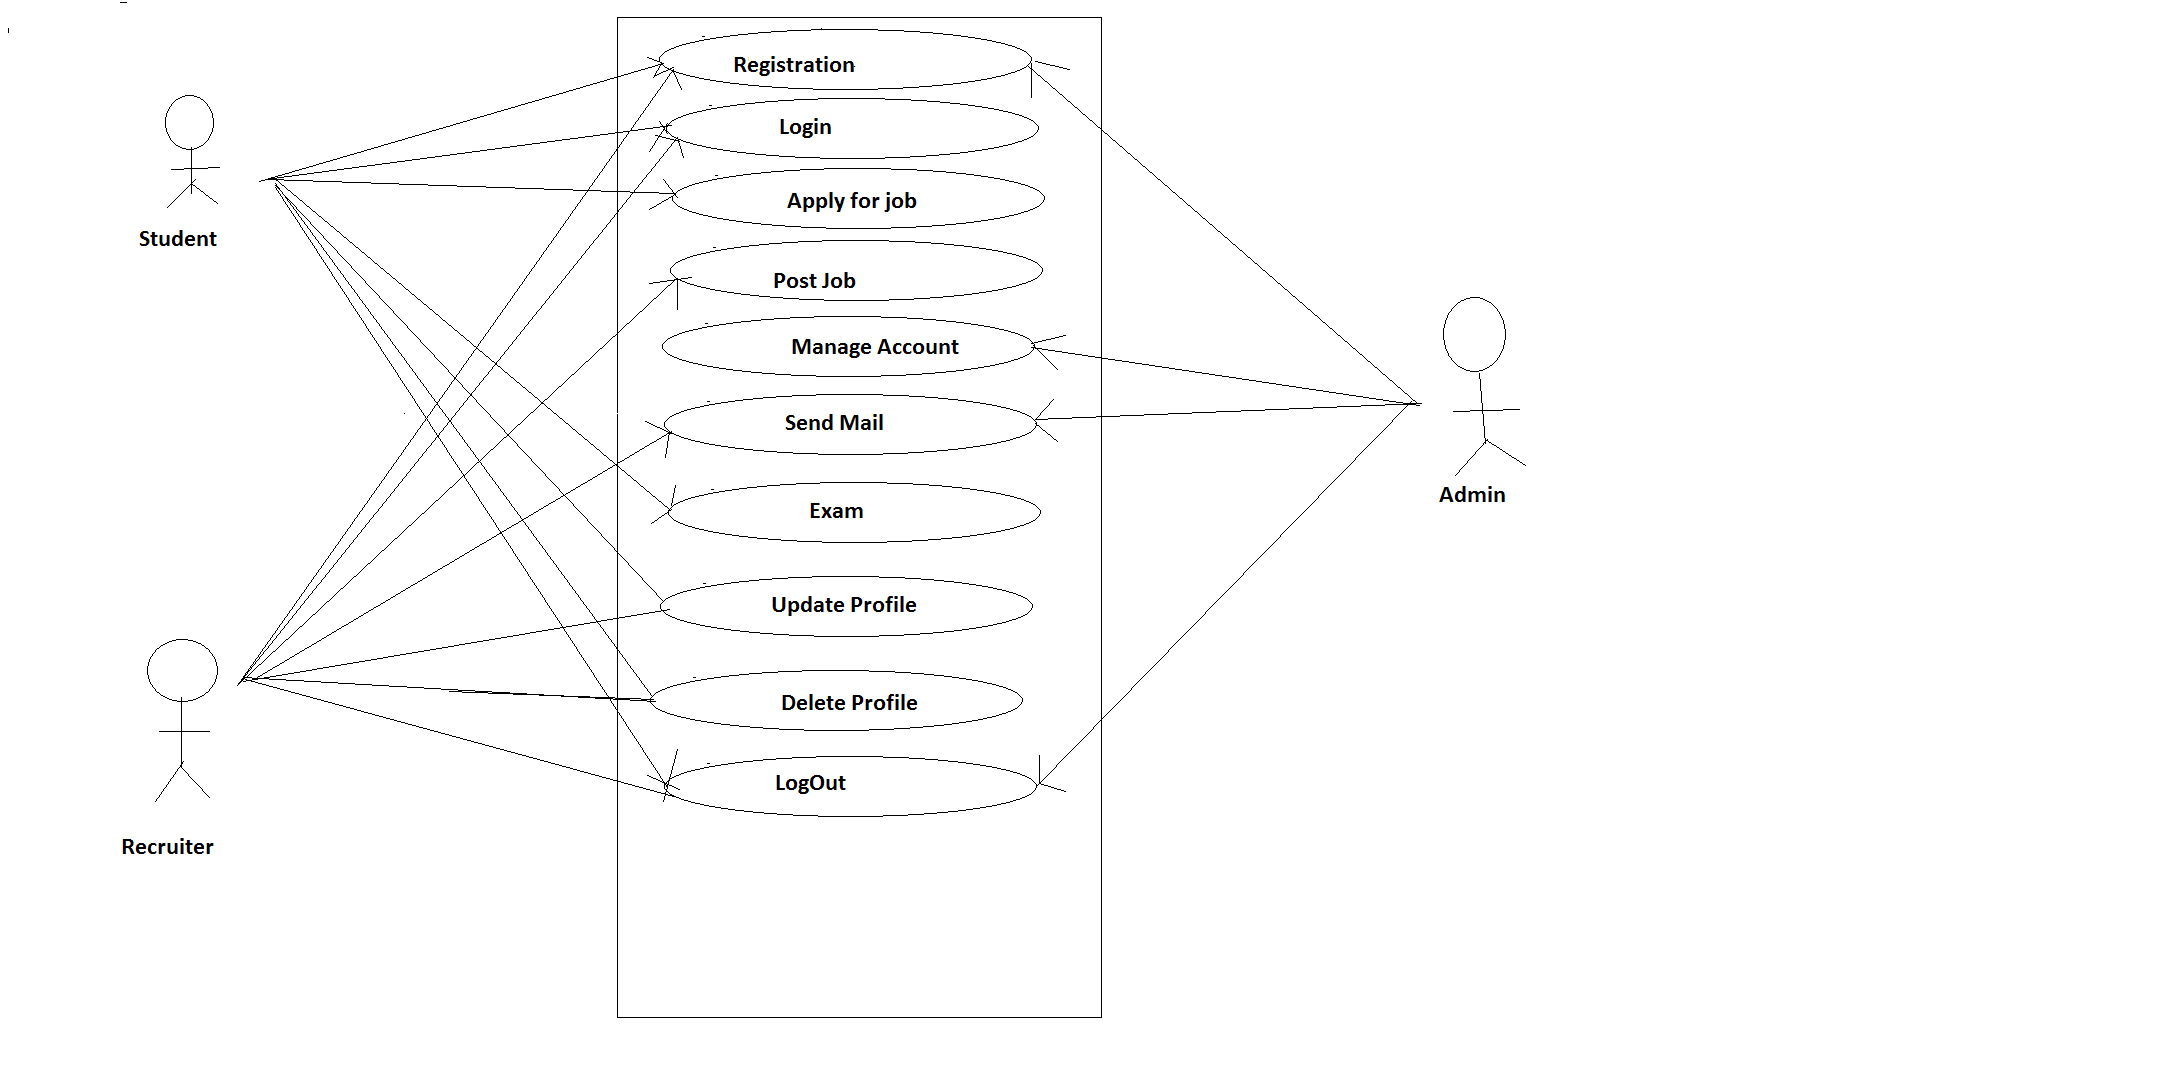 Registration
Login
Apply for job
Student
Post Job
Manage Account
Send Mail
Admin
Exam
Update Profile
Delete Profile
LogOut
Recruiter